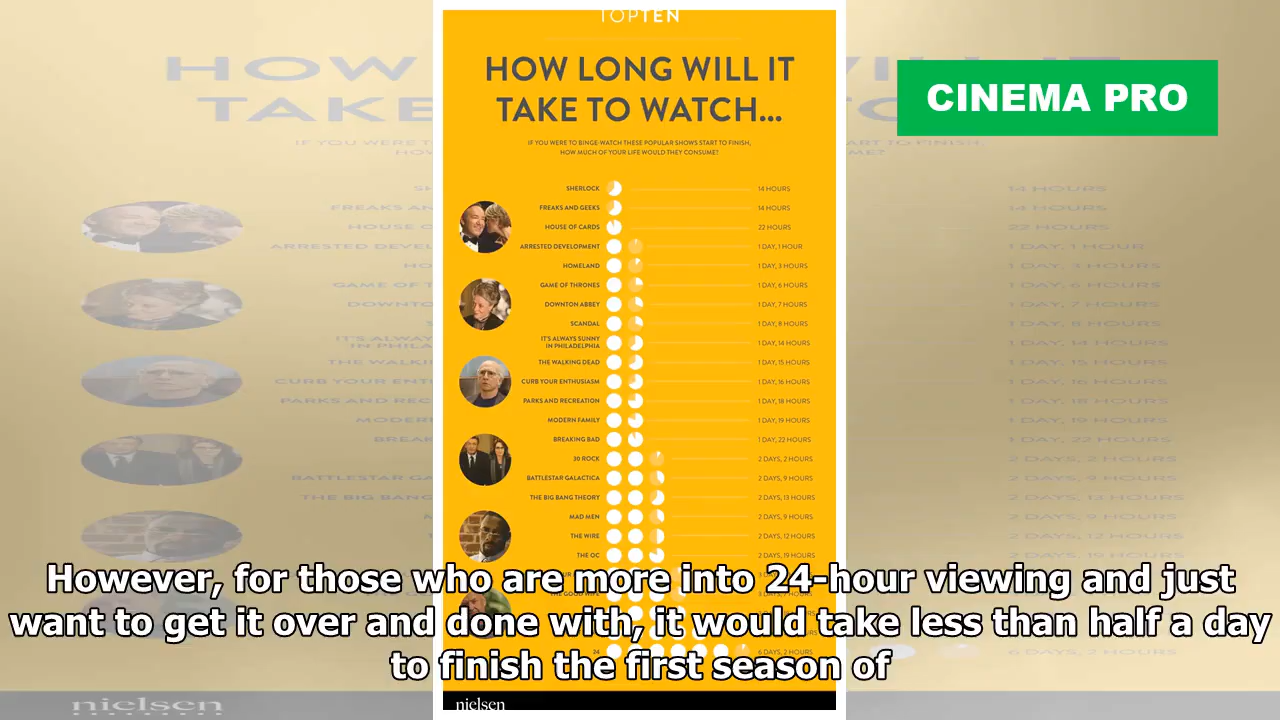 TOPTEN
HOW LONG WILL IT
TAKE TO WATCH...
CINEMA PRO
IF YOU WERE TO BINGE-WATCH THESE POPULAR SHOWS START TO FINISH,
HOW MUCH OF YOUR LIFE WOULD THEY CONSUME?
SHERLOCK 14 HOURS
FREAKS AND GEEKS 14 HOURS
HOUSE OF CARDS 22 HOURS
ARRESTED DEVELOPMENT 1 DAY, 1 HOUR
HOMELAND 1 DAY, 3 HOURS
GAME OF THRONES 1 DAY, 6 HOURS
DOWNTON ABBEY 1 DAY, 7 HOURS
SCANDAL 1 DAY, 8 HOURS
IT'S ALWAYS SUNNY
IN PHILADELPHIA 1 DAY, 14 HOURS
THE WALKING DEAD 1 DAY, 15 HOURS
CURB YOUR ENTHUSIASM 1 DAY, 16 HOURS
PARKS AND RECREATION 1 DAY, 18 HOURS
MODERN FAMILY 1 DAY, 19 HOURS
BREAKING BAD 1 DAY, 22 HOURS
30 ROCK 2 DAYS, 2 HOURS
BATTLESTAR GALACTICA 2 DAYS, 9 HOURS
THE BIG BANG THEORY 2 DAYS, 13 HOURS
MAD MEN 2 DAYS, 9 HOURS
THE WIRE 2 DAYS, 12 HOURS
THE OC 2 DAYS, 19 HOURS
THE GOOD WIFE
24 6 DAYS, 2 HOURS
However, for those who are more into 24-hour viewing and just
want to get it over and done with, it would take less than half a day
to finish the first season of
nielsen